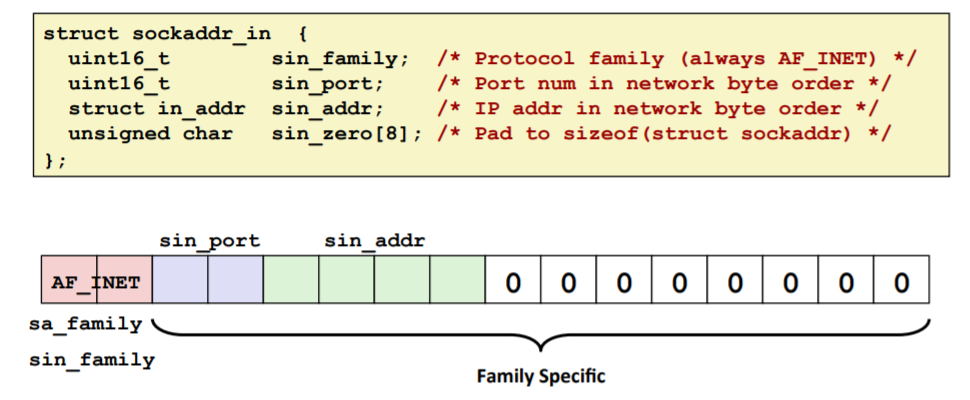 struct sockaddr_in {
uint16_t sin_family; /* Protocol family (always AF_INET) */
uint16_t sin_port; /* Port num in network byte order */
struct in_addr sin_addr; /* IP addr in network byte order */
unsigned char sin_zero[8]; /* Pad to sizeof(struct sockaddr) */
};
sin_port sin_addr
AF_INET 0 0 0 0 0 0 0 0
sa_family
sin_family
Family Specific